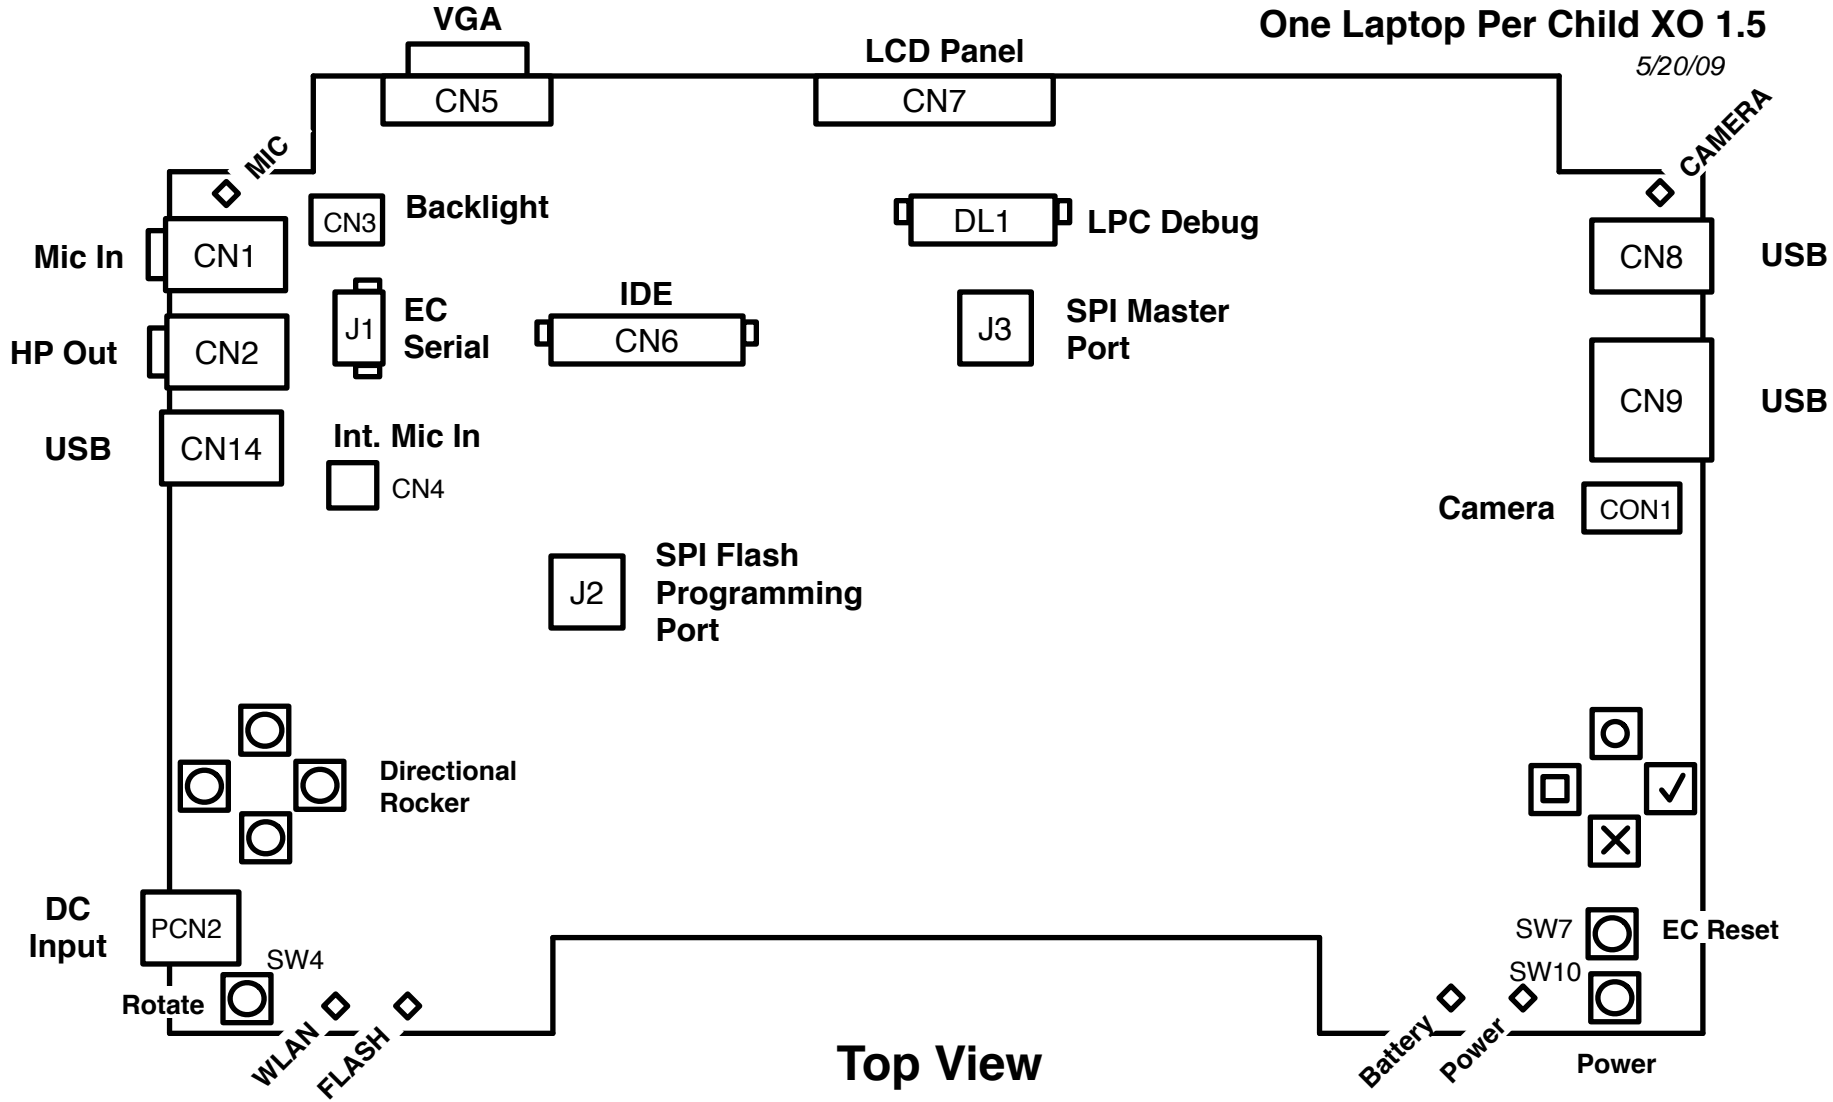 VGA
One Laptop Per Child XO 1.5
LCD Panel
5/20/09
CN5
CN7
MIC
CAMERA
CN3
Backlight
DL1
LPC Debug
Mic In
CN1
CN8
USB
IDE
EC
Serial
J1
CN6
J3
SPI Master
Port
HP Out
CN2
CN9
USB
USB
CN14
Int. Mic In
CN4
Camera
CON1
J2
SPI Flash
Programming
Port
Directional
Rocker
DC
Input
PCN2
SW4
Rotate
SW7
EC Reset
SW10
WLAN
FLASH
Top View
Battery
Power
Power